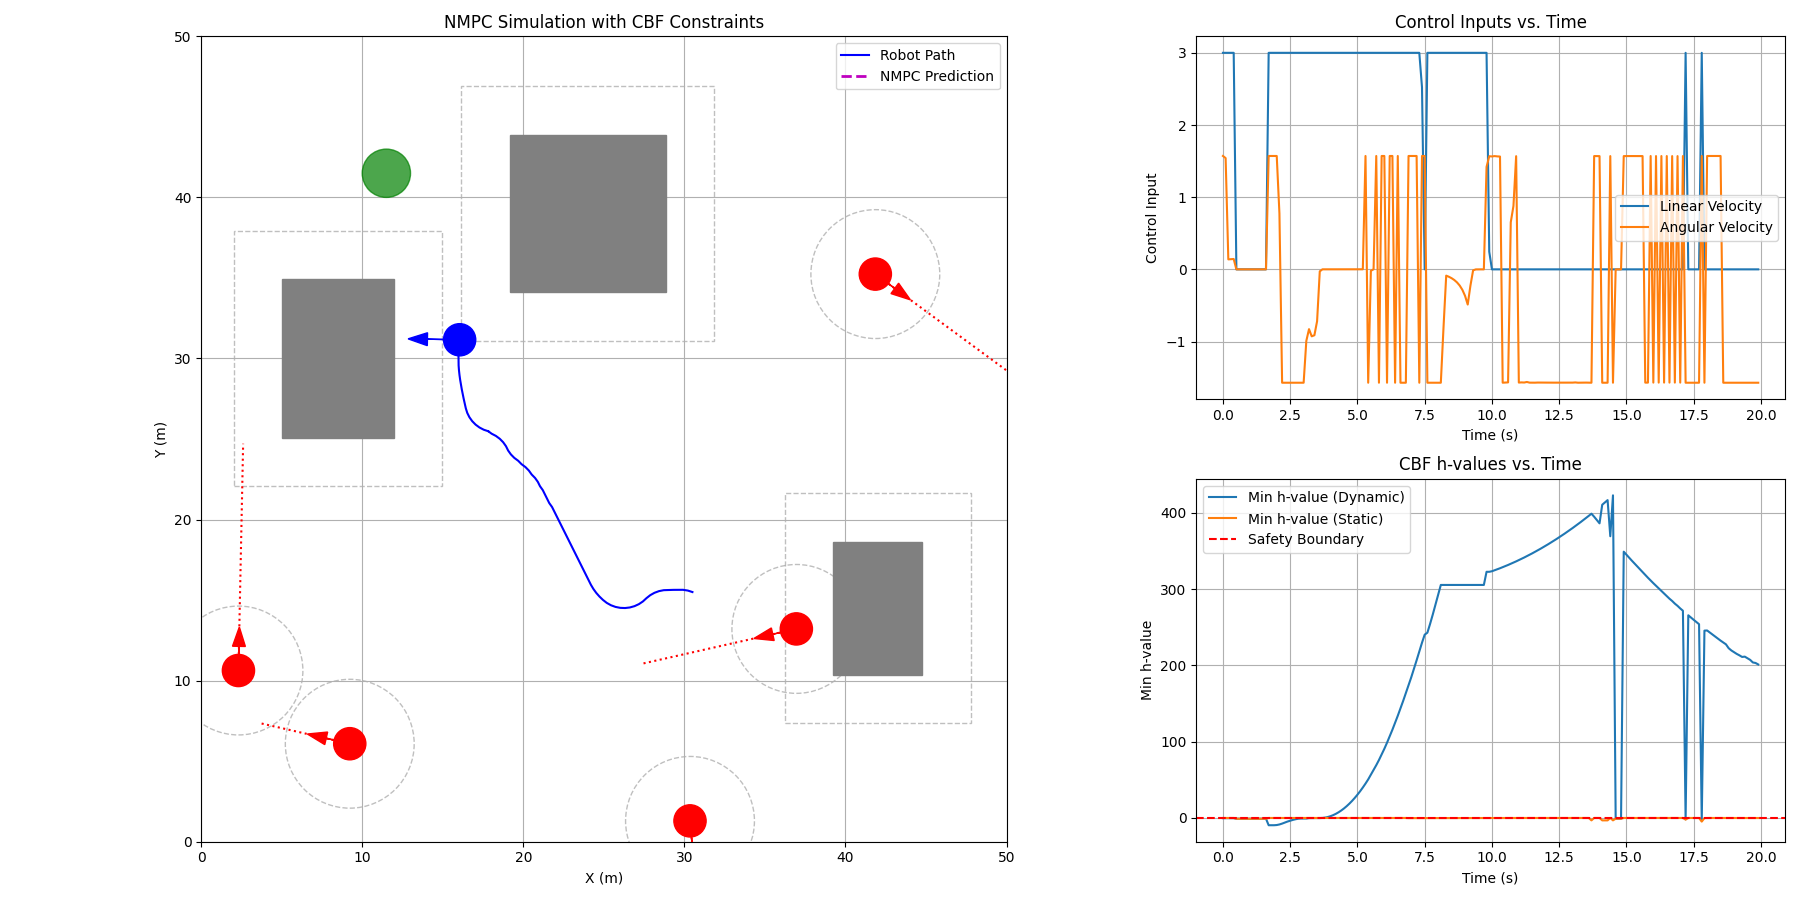 NMPC Simulation with CBF Constraints
50
40
30
20
10
0
Y (m)
Robot Path
NMPC Prediction
0 10 20 30 40 50
X (m)
Control Inputs vs. Time
3
2
1
0
−1
Control Input
Linear Velocity
Angular Velocity
0.0 2.5 5.0 7.5 10.0 12.5 15.0 17.5 20.0
Time (s)
CBF h-values vs. Time
Min h-value (Dynamic)
Min h-value (Static)
Safety Boundary
400
300
200
100
0
Min h-value
0.0 2.5 5.0 7.5 10.0 12.5 15.0 17.5 20.0
Time (s)